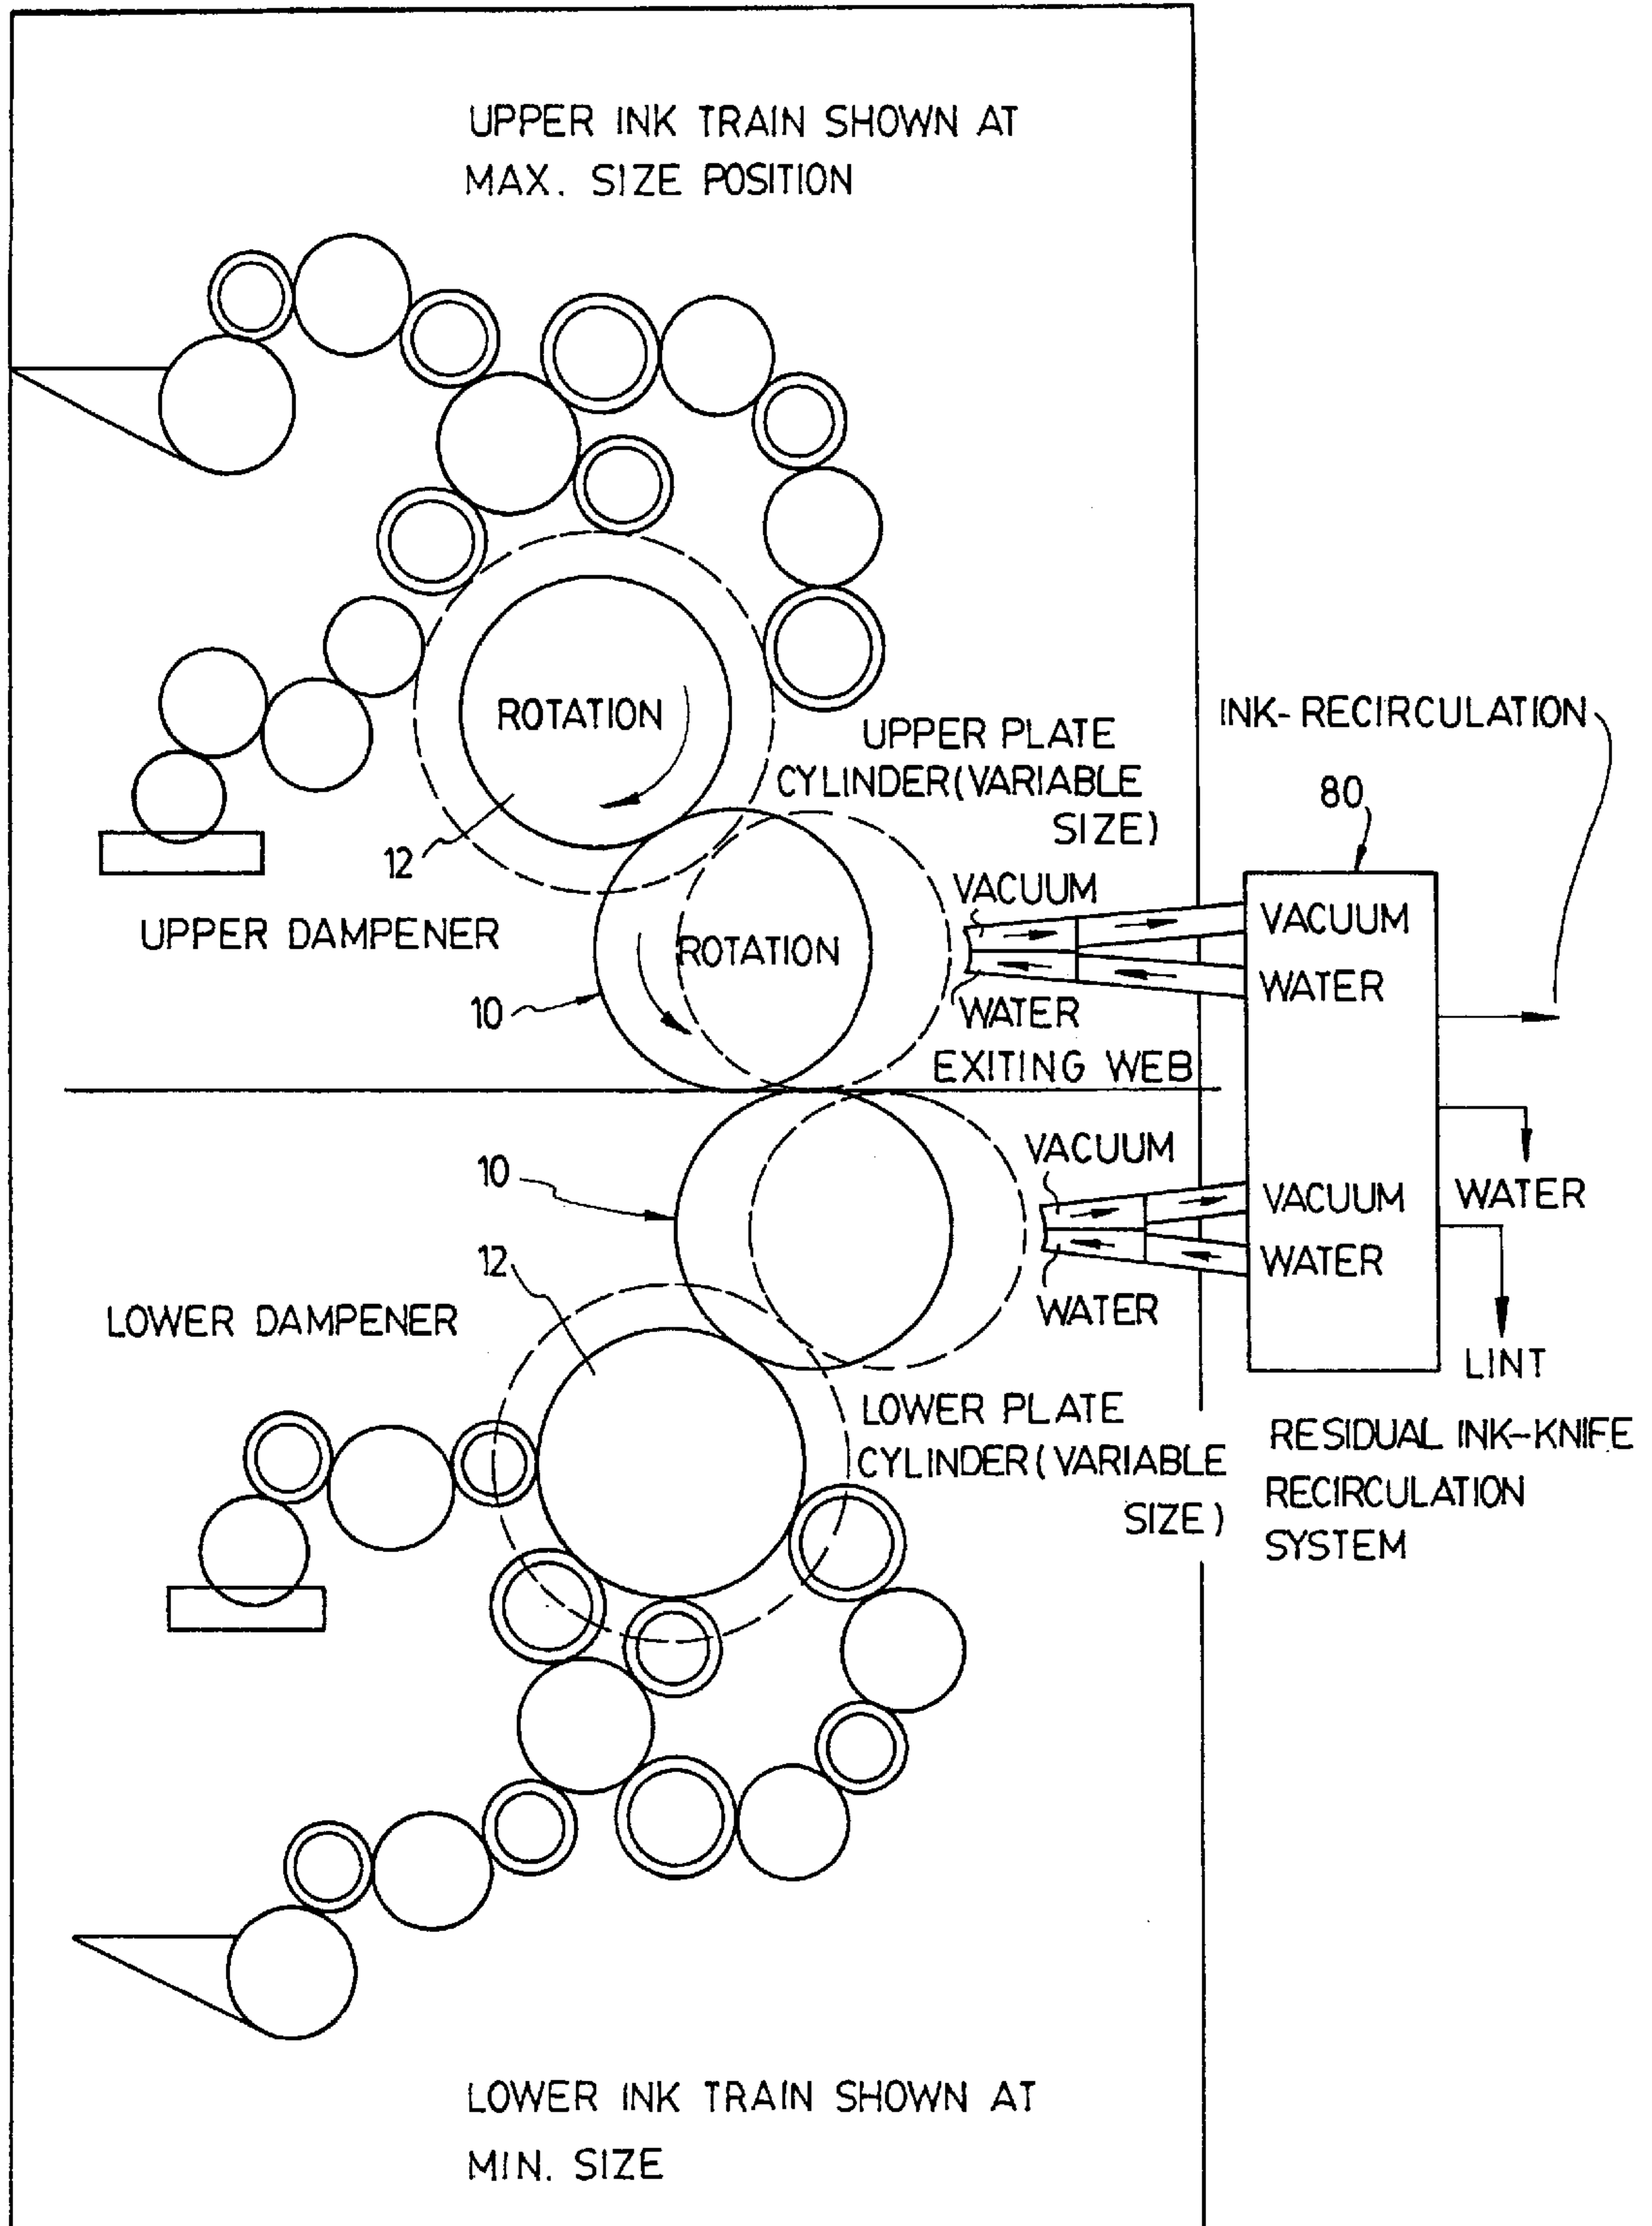 UPPER INK TRAIN SHOWN AT
MAX. SIZE POSITION
ROTATION
UPPER PLATE
CYLINDER(VARIABLE
SIZE)
INK-RECIRCULATION
80
12
UPPER DAMPENER
VACUUM
VACUUM
ROTATION
WATER
10
WATER
EXITING WEB
10
VACUUM
VACUUM
WATER
12
WATER
WATER
LOWER DAMPENER
LINT
LOWER PLATE
CYLINDER(VARIABLE
SIZE)
RESIDUAL INK-KNIFE
RECIRCULATION
SYSTEM
LOWER INK TRAIN SHOWN AT
MIN. SIZE